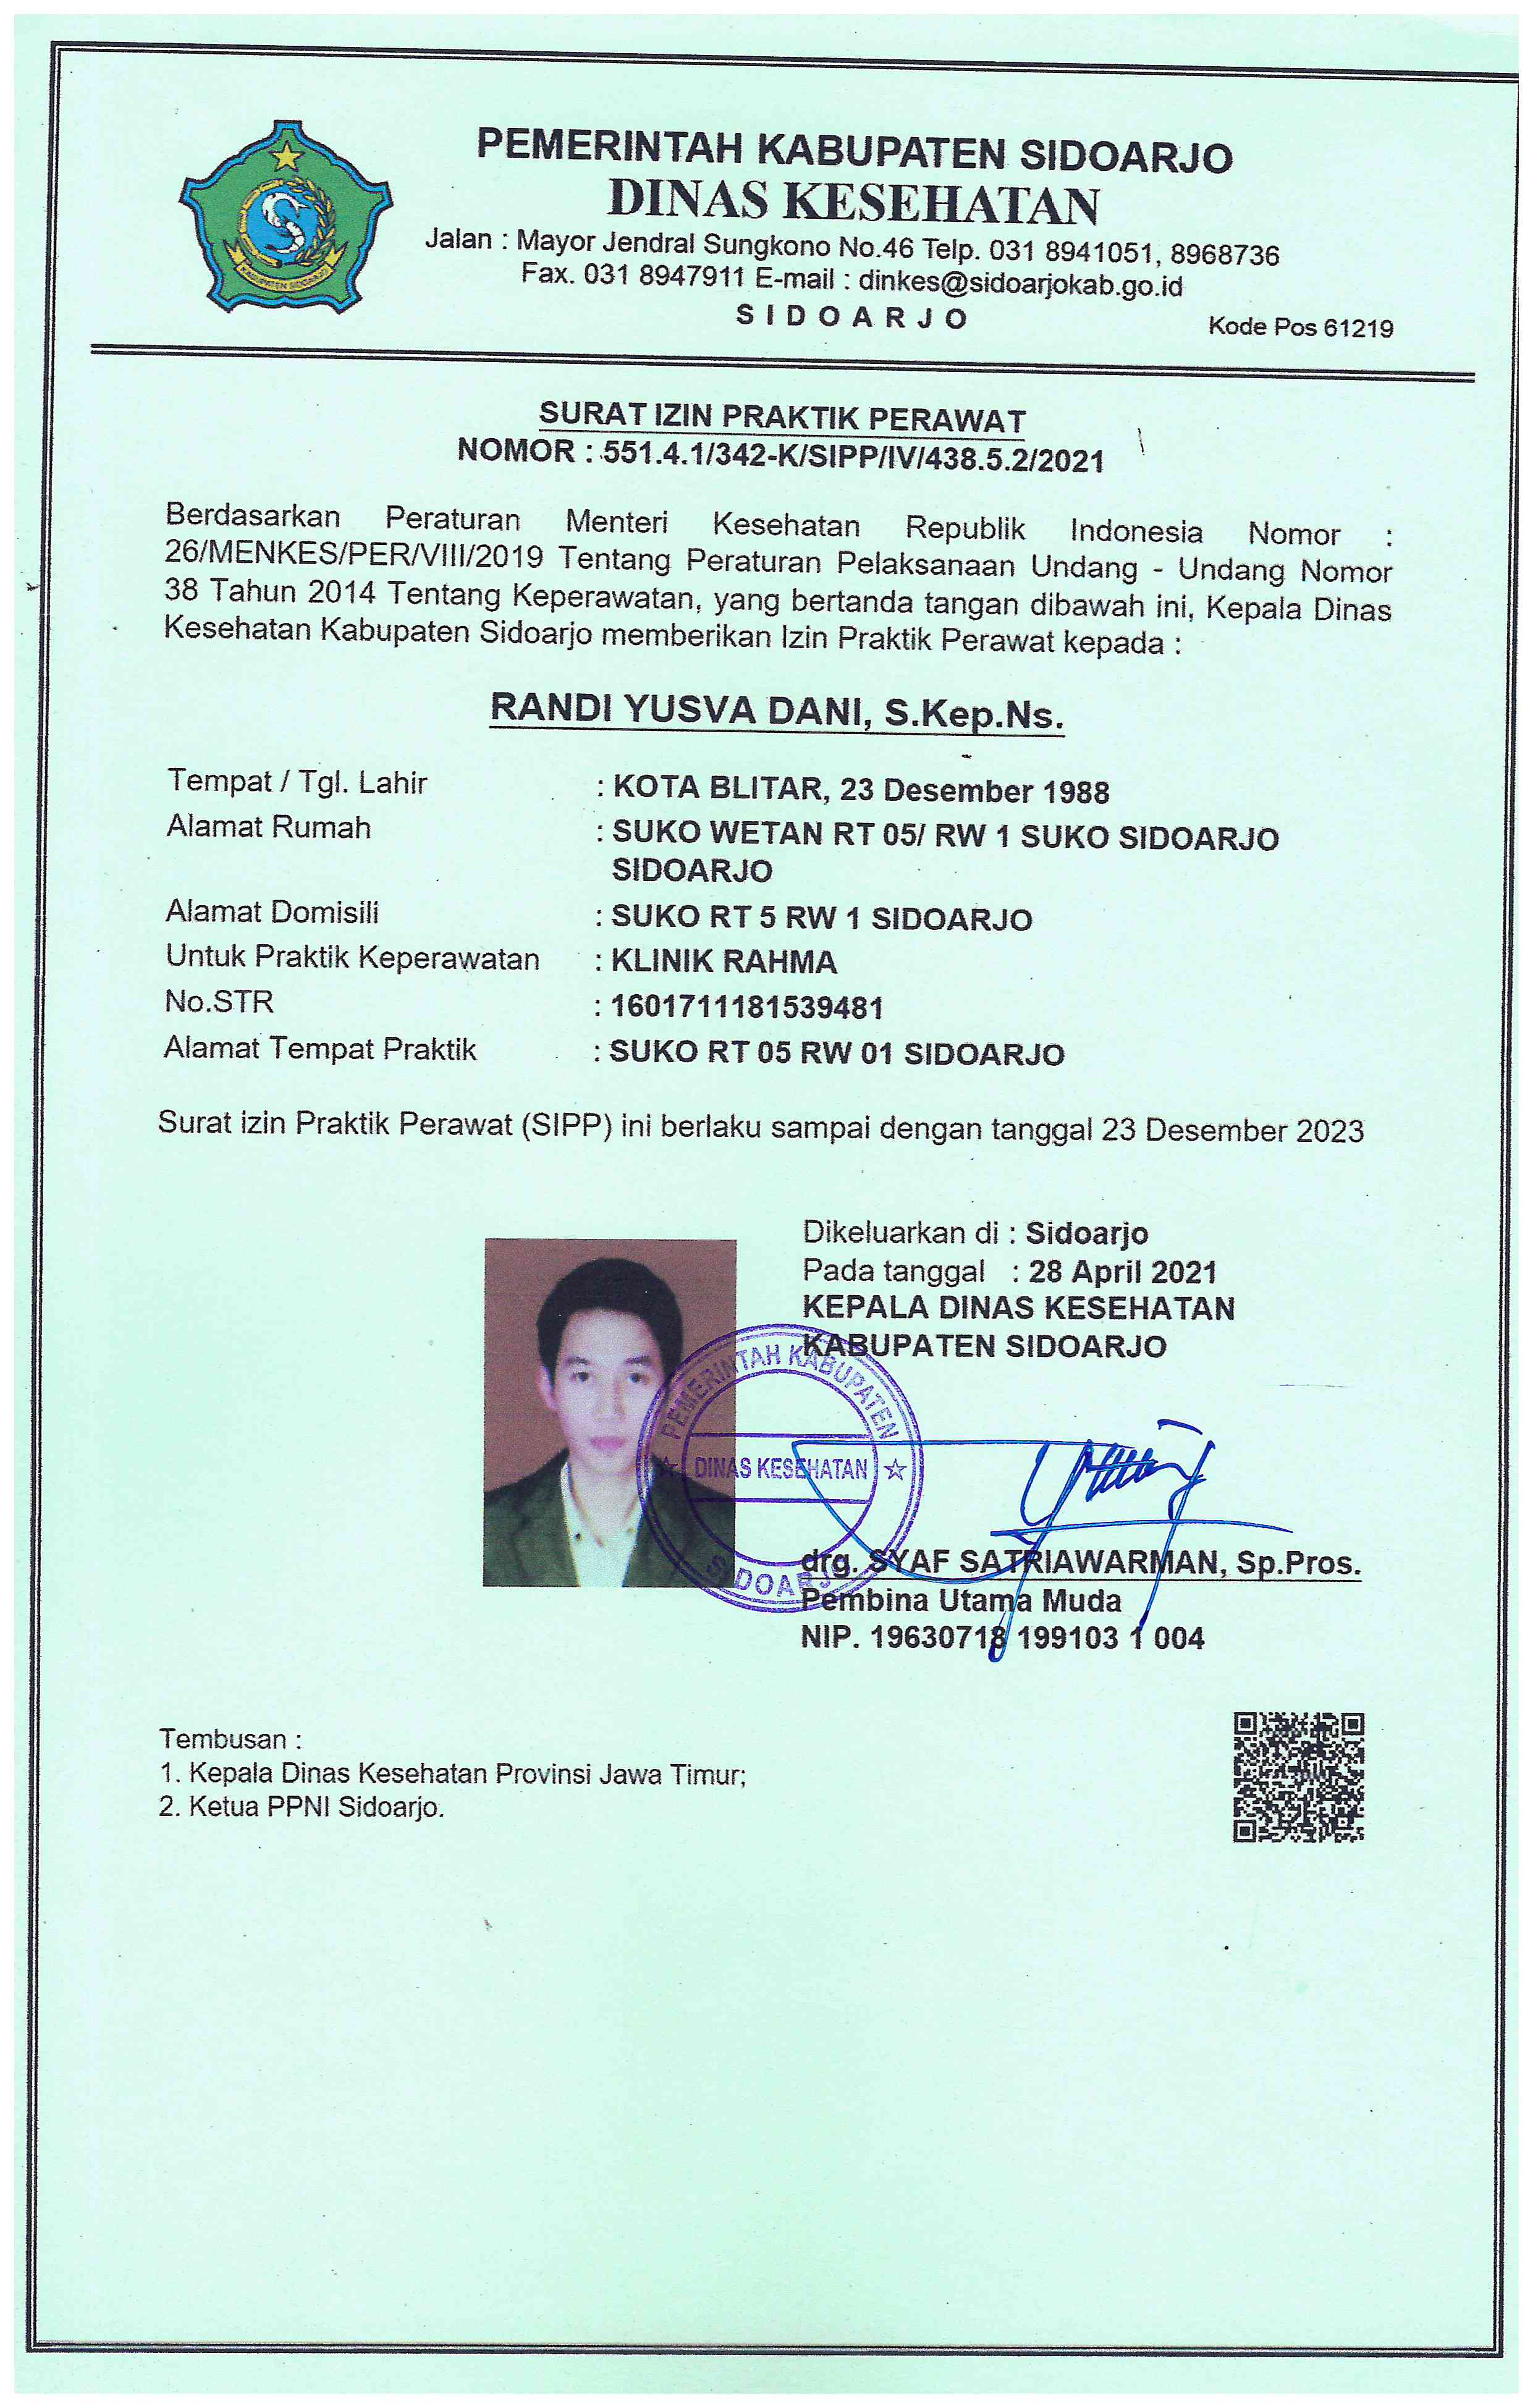 PEMERINTAH KABUPATEN SIDOARJO
DINAS KESEHATAN
Jalan : Mayor Jendral Sungkono No.46 Telp. 031 8941051, 8968736
Fax. 031 8947911 E-mail : dinkes@sidoarjokab.go.id
S I D O A R J O
Kode Pos 61219
KABUPATEN SIDOARJO
SURAT IZIN PRAKTIK PERAWAT
NOMOR : 551.4.1/342-K/SIPP/IV/438.5.2/2021
Berdasarkan Peraturan Menteri Kesehatan Republik Indonesia Nomor :
26/MENKES/PER/VIII/2019 Tentang Peraturan Pelaksanaan Undang - Undang Nomor
38 Tahun 2014 Tentang Keperawatan, yang bertanda tangan dibawah ini, Kepala Dinas
Kesehatan Kabupaten Sidoarjo memberikan Izin Praktik Perawat kepada :
RANDI YUSVA DANI, S.Kep.Ns.
Tempat / Tgl. Lahir : KOTA BLITAR, 23 Desember 1988
Alamat Rumah : SUKO WETAN RT 05/ RW 1 SUKO SIDOARJO
SIDOARJO
Alamat Domisili : SUKO RT 5 RW 1 SIDOARJO
Untuk Praktik Keperawatan : KLINIK RAHMA
No.STR : 1601711181539481
Alamat Tempat Praktik : SUKO RT 05 RW 01 SIDOARJO
Surat izin Praktik Perawat (SIPP) ini berlaku sampai dengan tanggal 23 Desember 2023
Dikeluarkan di : Sidoarjo
Pada tanggal : 28 April 2021
KEPALA DINAS KESEHATAN
KABUPATEN SIDOARJO
PEMERINTAH KABUPATEN
DINAS KESEHATAN
SIDOARJO
drg. SYAF SATRIAWARMAN, Sp.Pros.
Pembina Utama Muda
NIP. 19630718 199103 1 004
Tembusan :
1. Kepala Dinas Kesehatan Provinsi Jawa Timur;
2. Ketua PPNI Sidoarjo.